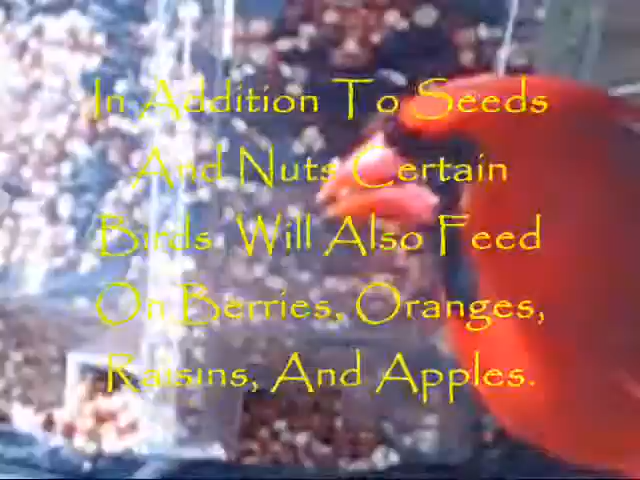 In Addition To Seeds
And Nuts Certain
Birds Will Also Feed
On Berries, Oranges,
Raisins, And Apples.